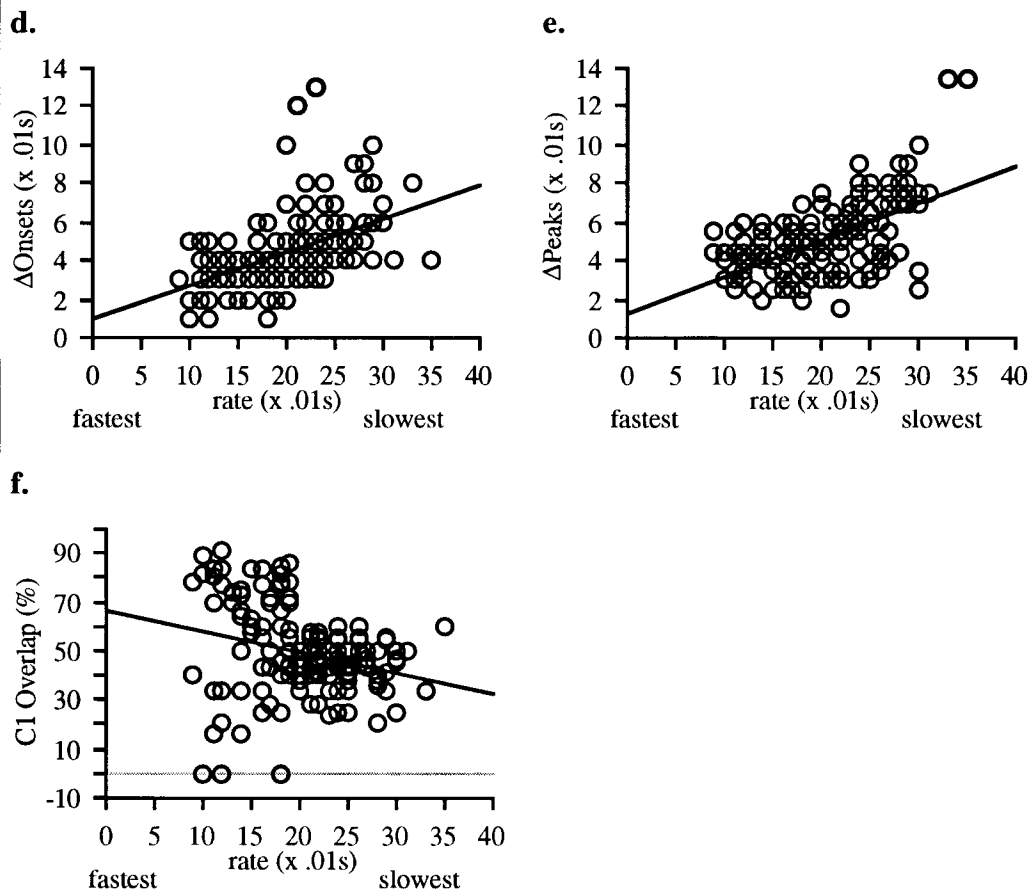 d.
ΔOnsets (x .01s)
14
12
10
8
6
4
2
0
0 5 10 15 20 25 30 35 40
rate (x .01s)
fastest slowest
e.
ΔPeaks (x .01s)
14
12
10
8
6
4
2
0
0 5 10 15 20 25 30 35 40
rate (x .01s)
fastest slowest
f.
C1 Overlap (%)
90
70
50
30
10
-10
0 5 10 15 20 25 30 35 40
rate (x .01s)
fastest slowest